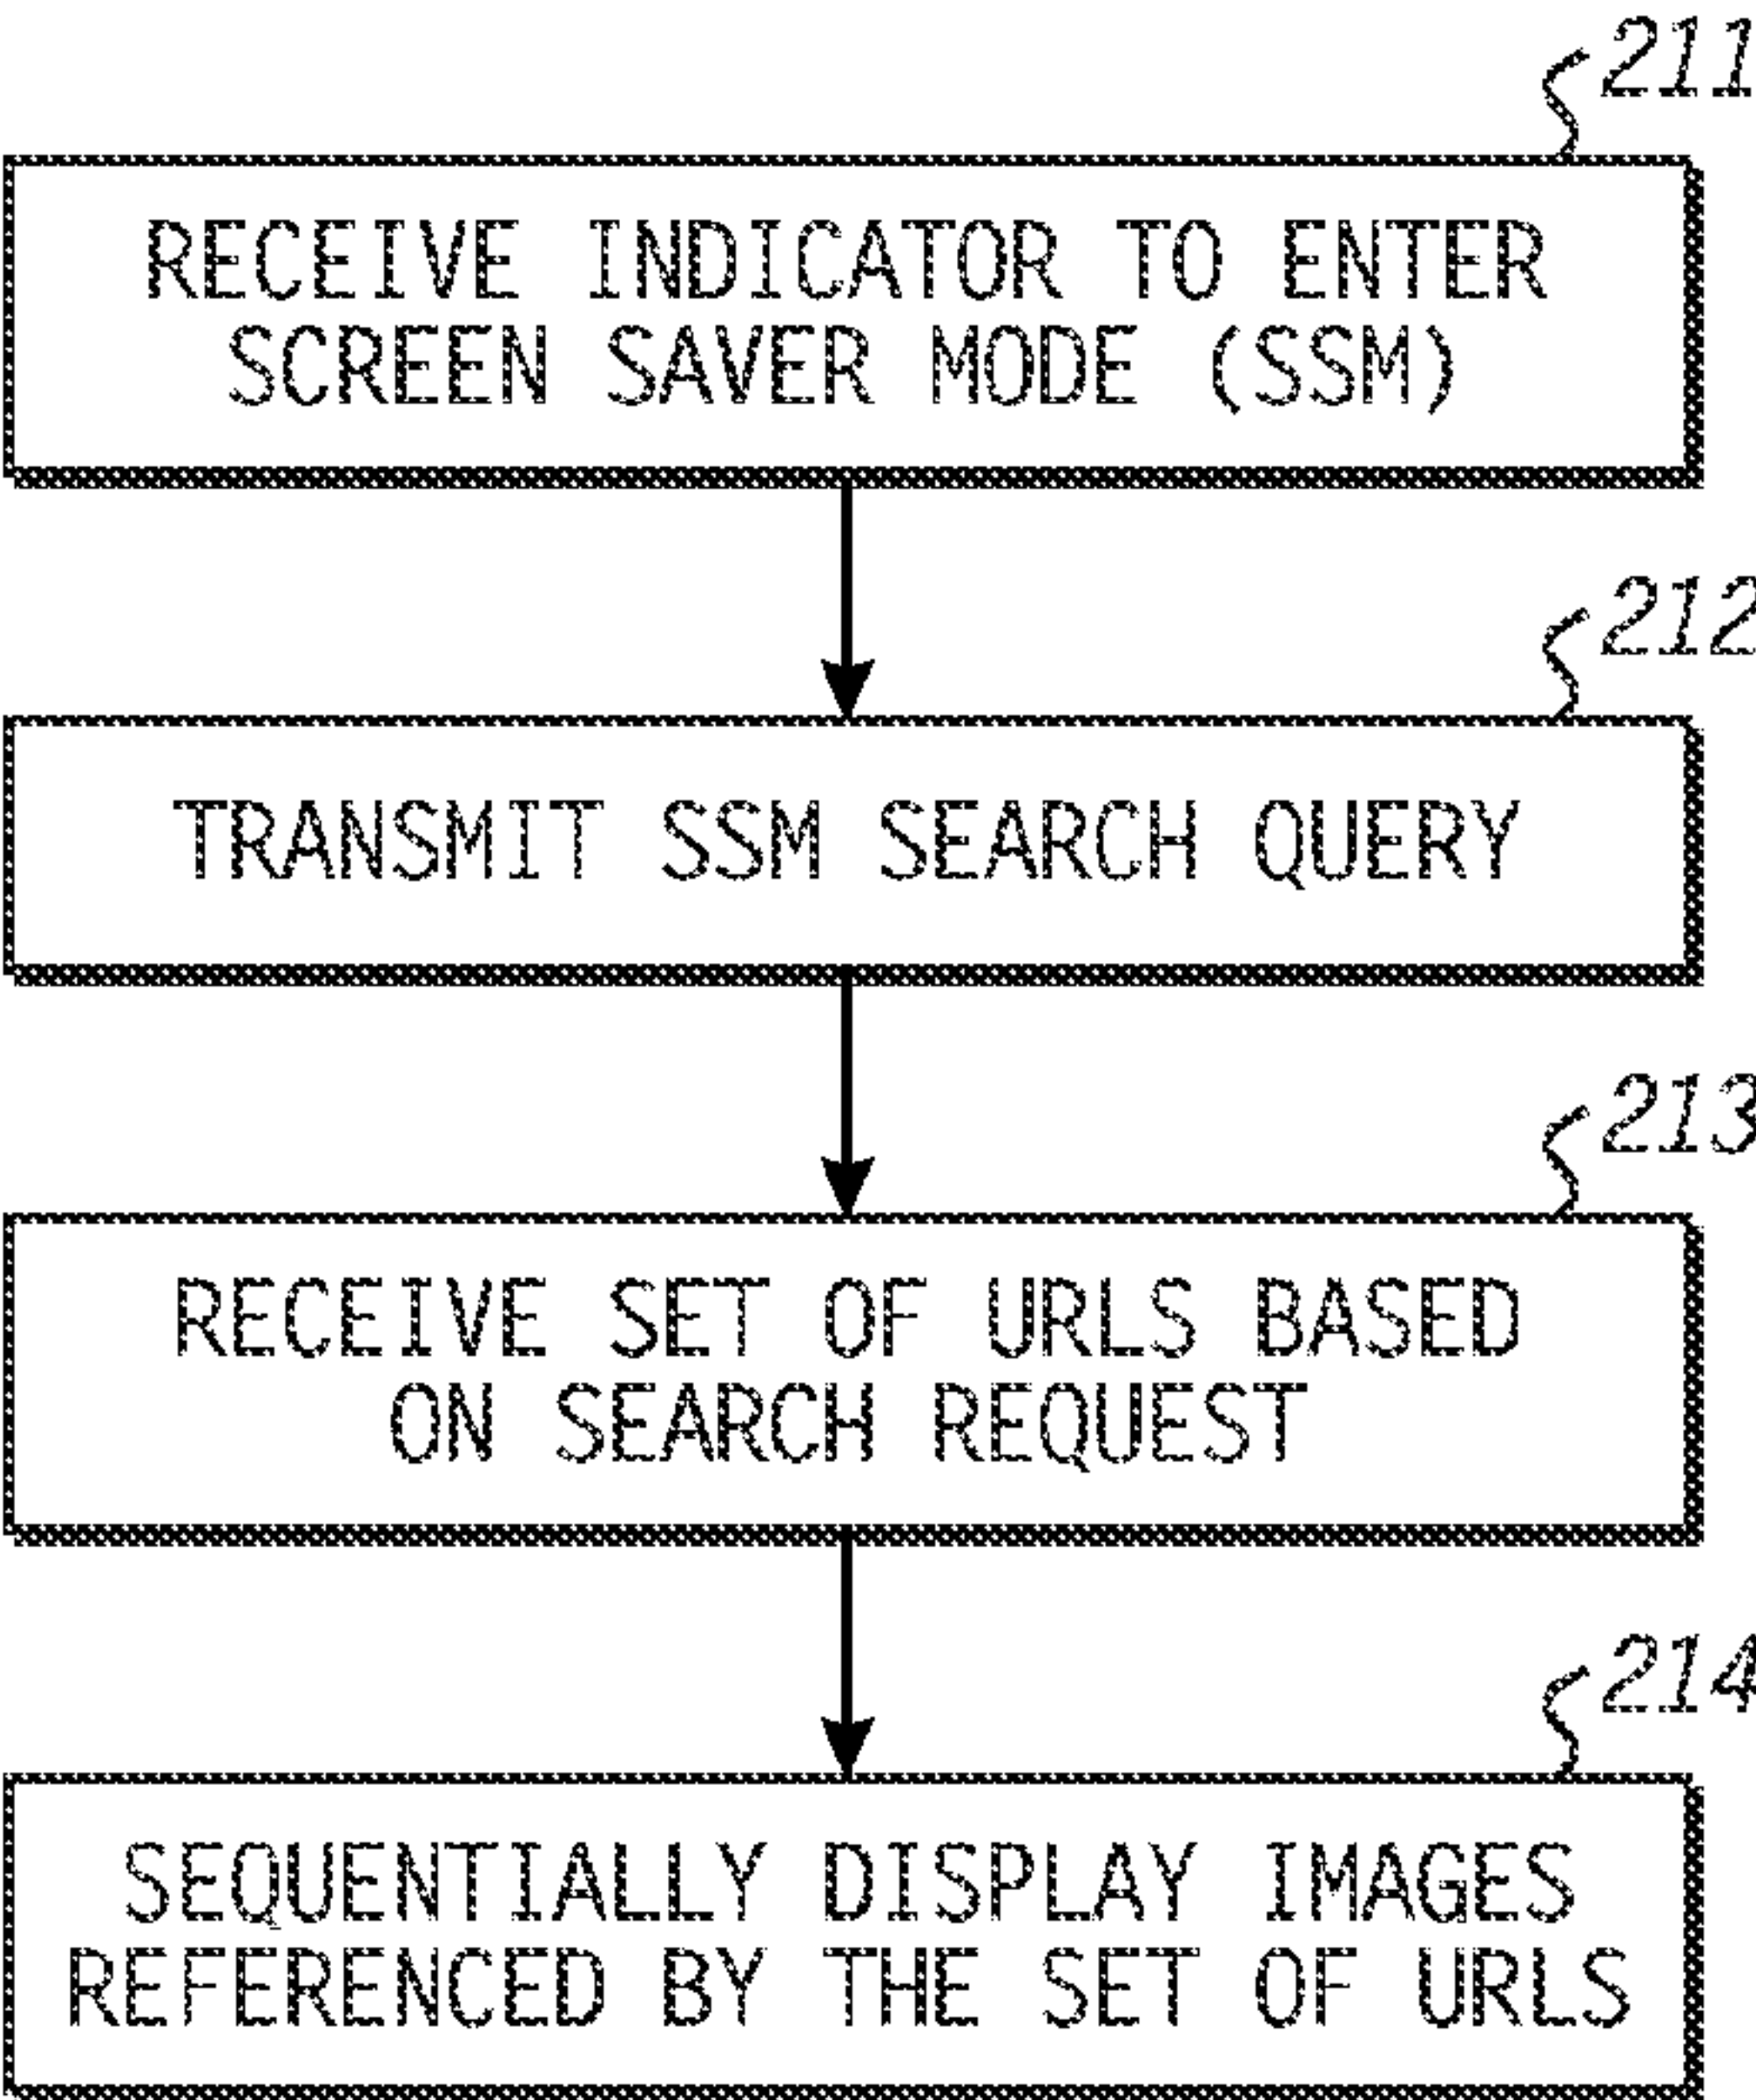 211
RECEIVE INDICATOR TO ENTER
SCREEN SAVER MODE (SSM)
212
TRANSMIT SSM SEARCH QUERY
213
RECEIVE SET OF URLS BASED
ON SEARCH REQUEST
214
SEQUENTIALLY DISPLAY IMAGES
REFERENCED BY THE SET OF URLS